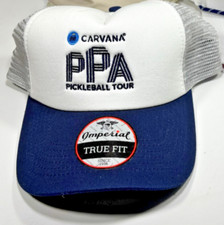 CARVANA
PPA
PICKLEBALL TOUR
Imperial
TRUE FIT